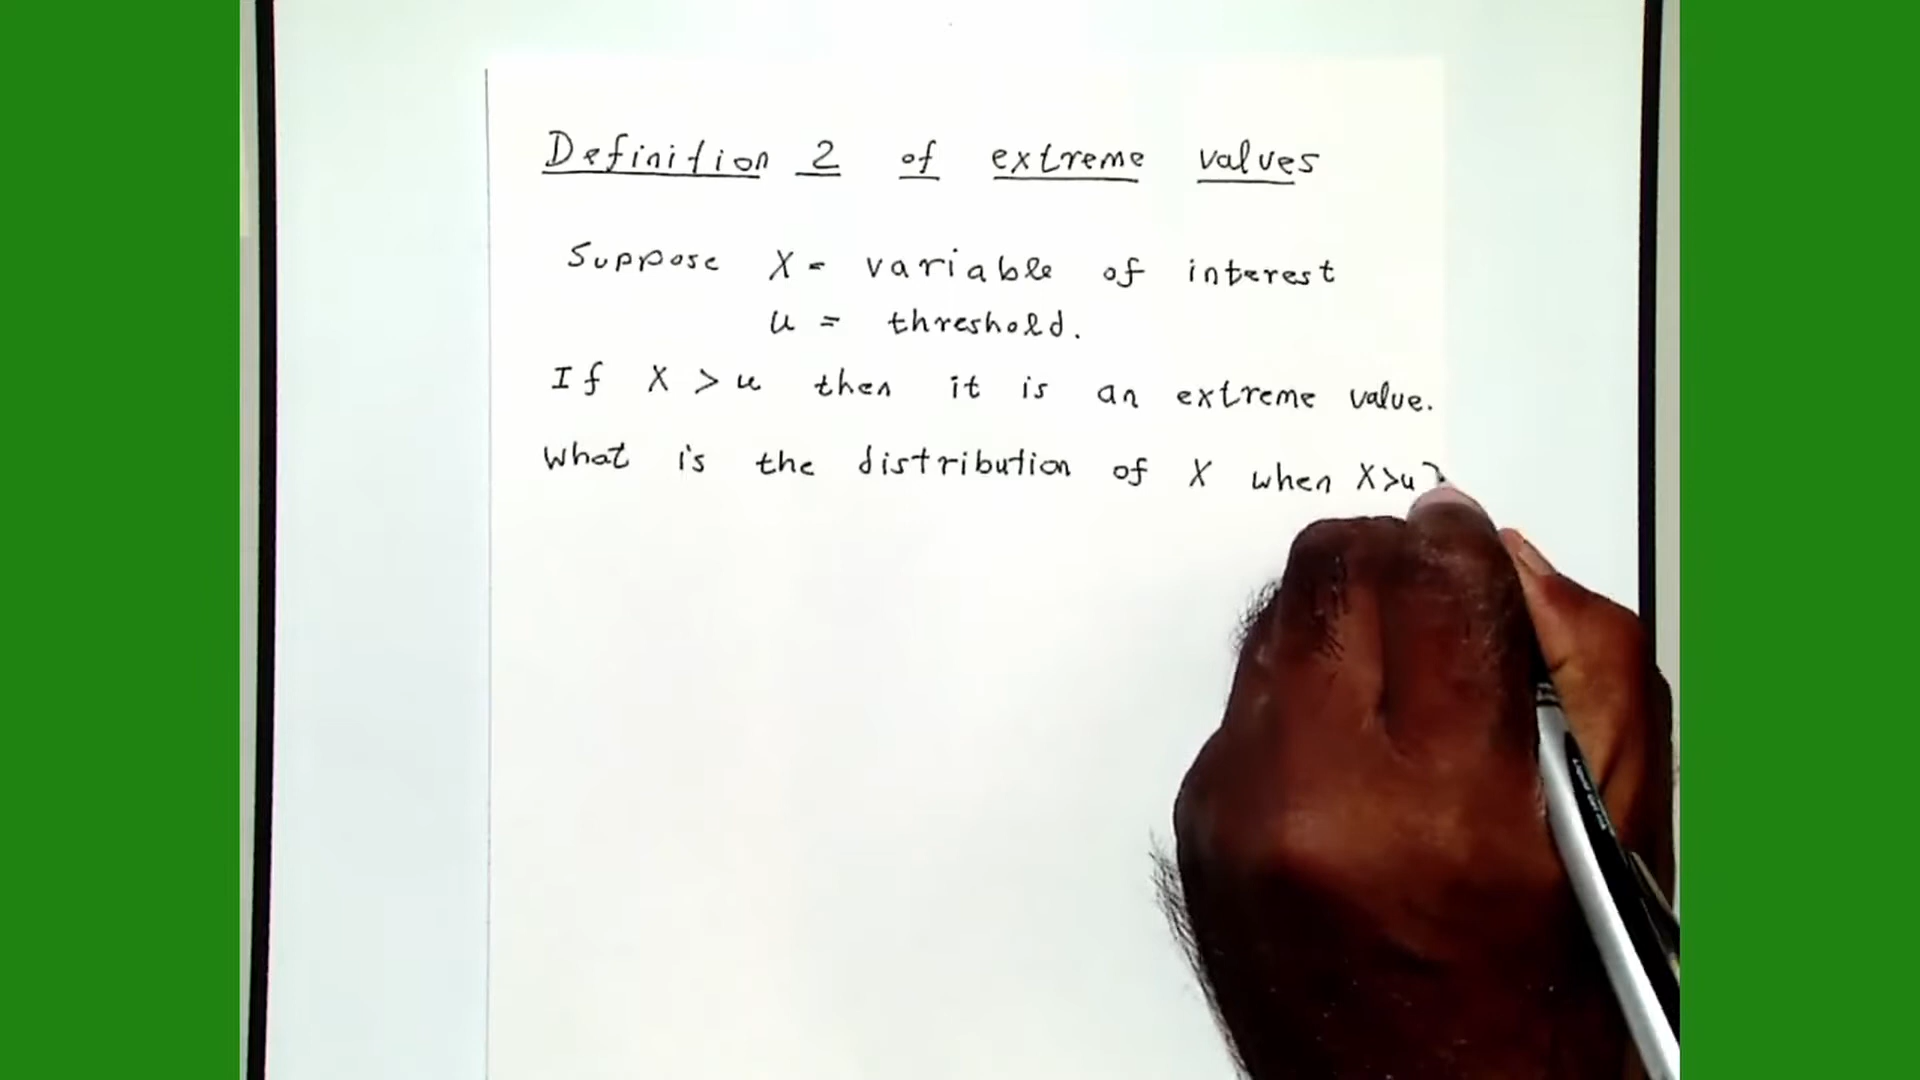 Definition 2 of extreme values
Suppose X = variable of interest
u = threshold.
If X > u then it is an extreme value.
What is the distribution of X when X>u?